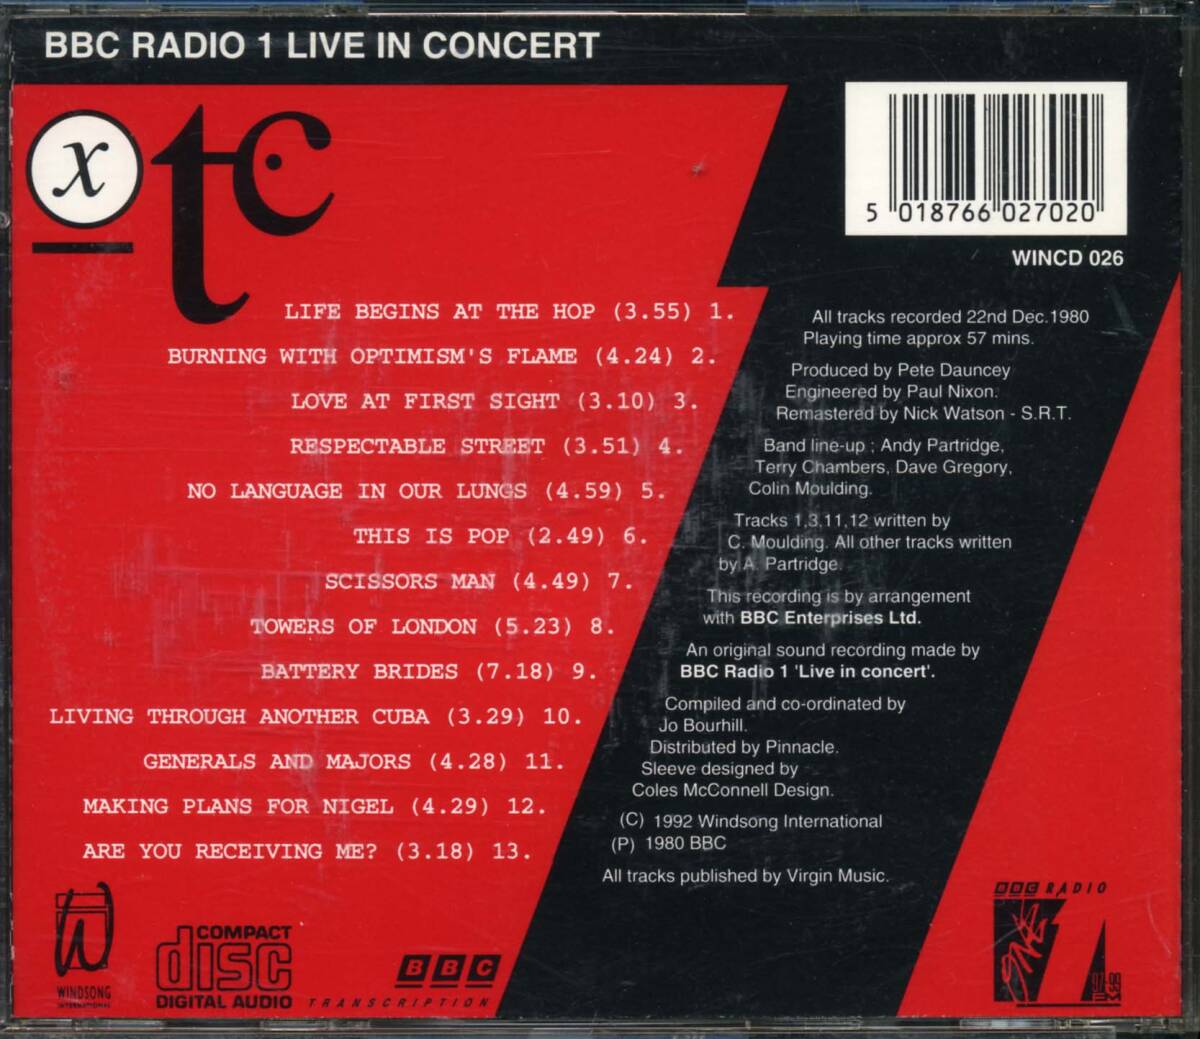 BBC RADIO 1 LIVE IN CONCERT
xtc
5 018766 027020
WINCD 026
LIFE BEGINS AT THE HOP (3.55) 1.
BURNING WITH OPTIMISM'S FLAME (4.24) 2.
LOVE AT FIRST SIGHT (3.10) 3.
RESPECTABLE STREET (3.51) 4.
NO LANGUAGE IN OUR LUNGS (4.59) 5.
THIS IS POP (2.49) 6.
SCISSORS MAN (4.49) 7.
TOWERS OF LONDON (5.23) 8.
BATTERY BRIDES (7.18) 9.
LIVING THROUGH ANOTHER CUBA (3.29) 10.
GENERALS AND MAJORS (4.28) 11.
MAKING PLANS FOR NIGEL (4.29) 12.
ARE YOU RECEIVING ME? (3.18) 13.
All tracks recorded 22nd Dec.1980
Playing time approx 57 mins.
Produced by Pete Dauncey
Engineered by Paul Nixon.
Remastered by Nick Watson - S.R.T.
Band line-up ; Andy Partridge,
Terry Chambers, Dave Gregory,
Colin Moulding.
Tracks 1,3,11,12 written by
C. Moulding. All other tracks written
by A. Partridge.
This recording is by arrangement
with BBC Enterprises Ltd.
An original sound recording made by
BBC Radio 1 'Live in concert'.
Compiled and co-ordinated by
Jo Bourhill.
Distributed by Pinnacle.
Sleeve designed by
Coles McConnell Design.
(C) 1992 Windsong International
(P) 1980 BBC
All tracks published by Virgin Music.
W
WINDSONG
INTERNATIONAL
COMPACT
disc
DIGITAL AUDIO
BBC
TRANSCRIPTION
BBC RADIO
ONE
1
97-99
FM